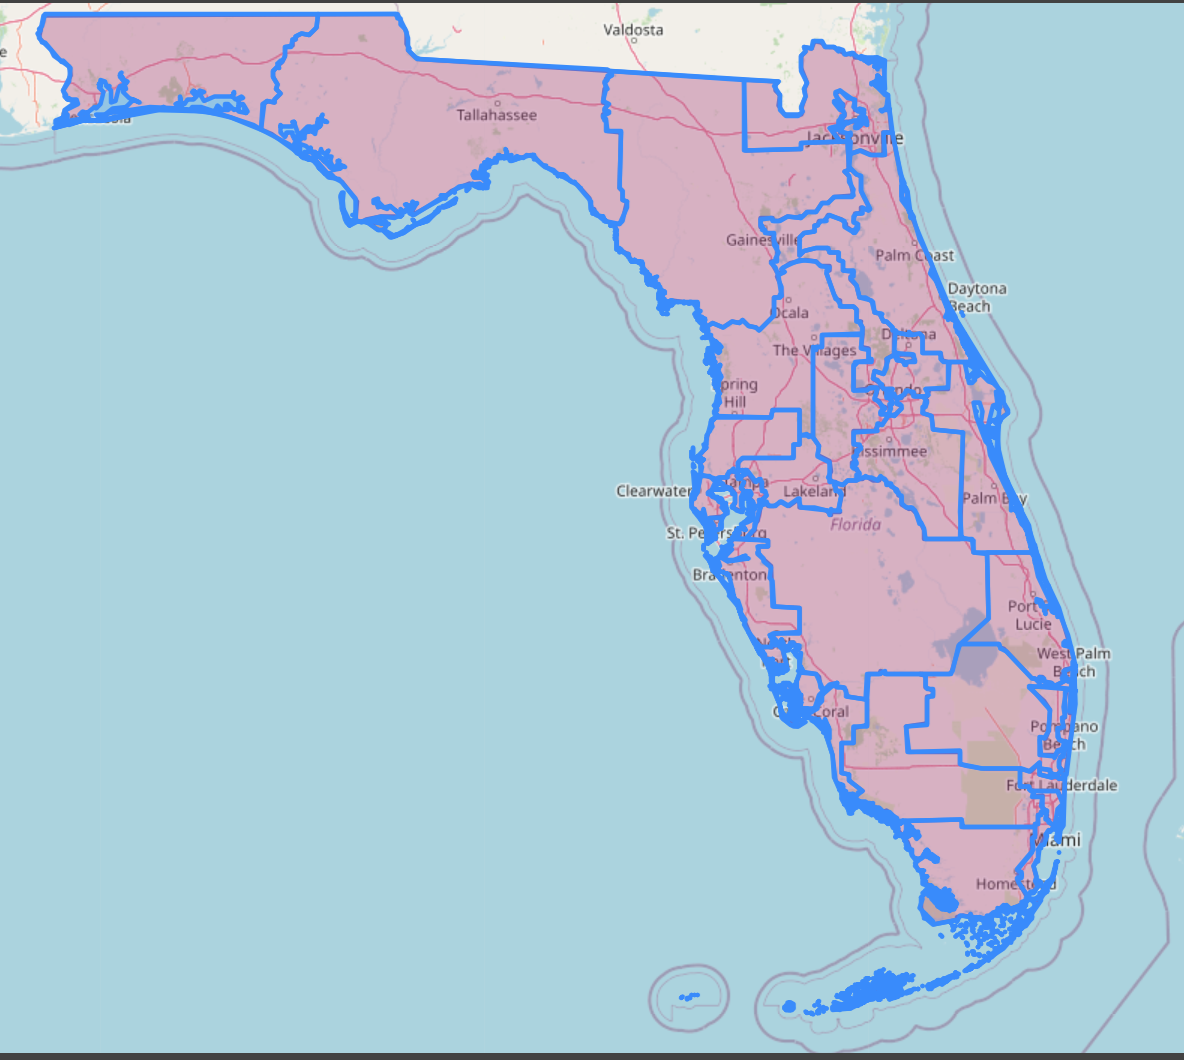 Valdosta
Tallahassee
Jacksonville
Gainesville
Palm Coast
Daytona
Beach
Ocala
Deltona
The Villages
Spring
Hill
Orlando
Kissimmee
Clearwater
Tampa
Lakeland
Palm Bay
St. Petersburg
Florida
Bradenton
Port
Lucie
North
Port
West Palm
Beach
Cape Coral
Pompano
Beach
Fort Lauderdale
Miami
Homestead